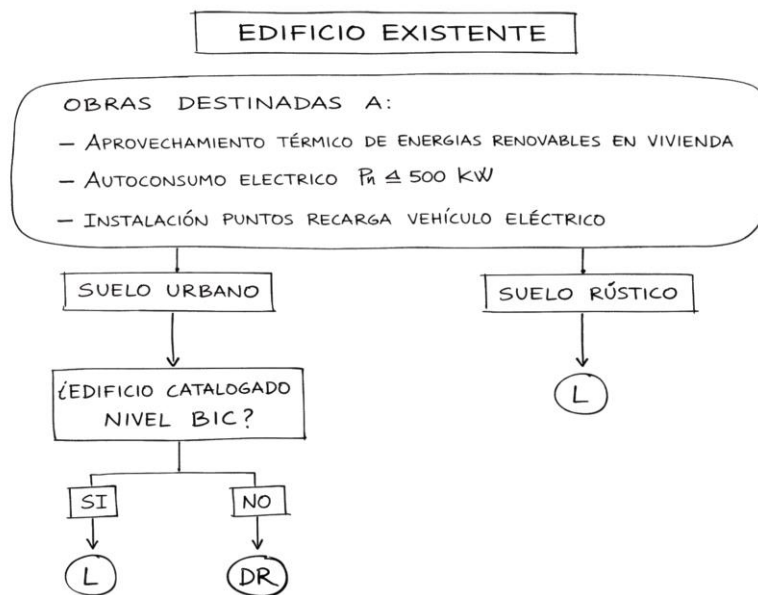 EDIFICIO EXISTENTE
OBRAS DESTINADAS A:
– APROVECHAMIENTO TÉRMICO DE ENERGIAS RENOVABLES EN VIVIENDA
– AUTOCONSUMO ELECTRICO Pn ≤ 500 KW
– INSTALACIÓN PUNTOS RECARGA VEHÍCULO ELÉCTRICO
SUELO URBANO
SUELO RÚSTICO
¿EDIFICIO CATALOGADO
NIVEL BIC?
L
SI
NO
L
DR